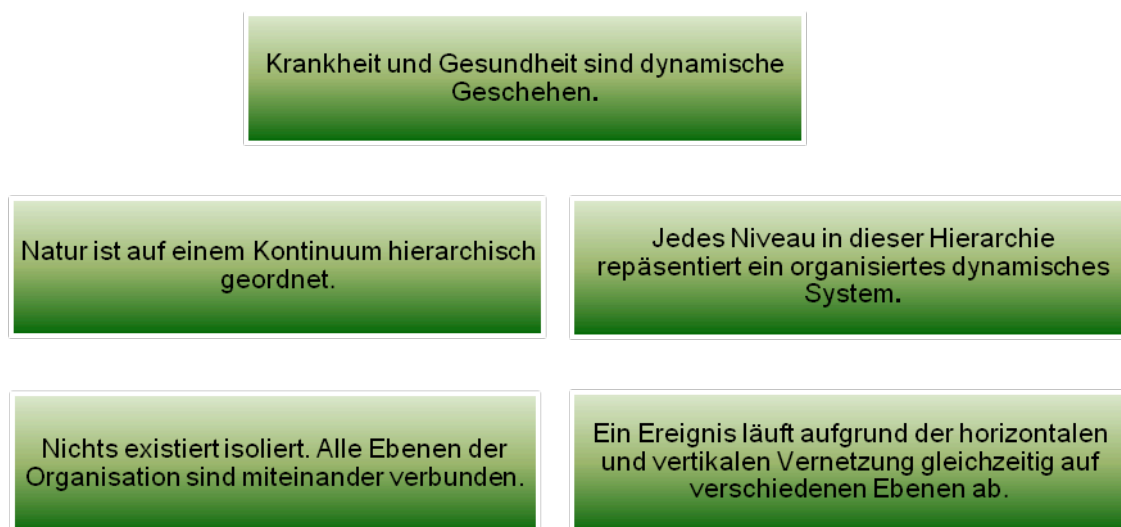 Krankheit und Gesundheit sind dynamische
Geschehen.
Natur ist auf einem Kontinuum hierarchisch
geordnet.
Jedes Niveau in dieser Hierarchie
repäsentiert ein organisiertes dynamisches
System.
Nichts existiert isoliert. Alle Ebenen der
Organisation sind miteinander verbunden.
Ein Ereignis läuft aufgrund der horizontalen
und vertikalen Vernetzung gleichzeitig auf
verschiedenen Ebenen ab.